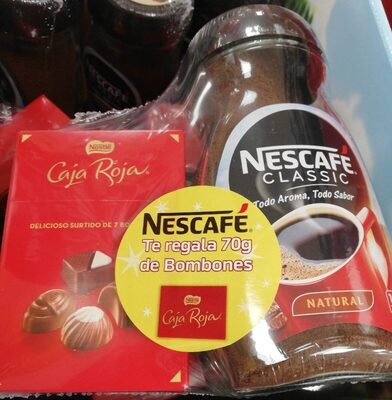 Nestlé
Caja Roja
DELICIOSO SURTIDO DE 7
NESCAFÉ.
Te regala 70g
de Bombones
Nestlé
Caja Roja
NESCAFÉ
CLASSIC
Todo Aroma, Todo Sabor
NATURAL